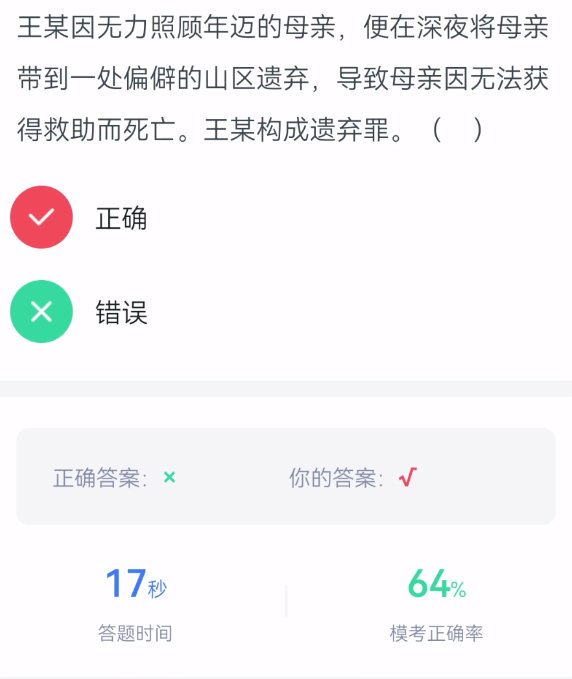 王某因无力照顾年迈的母亲，便在深夜将母亲
带到一处偏僻的山区遗弃，导致母亲因无法获
得救助而死亡。王某构成遗弃罪。（ ）
正确
错误
正确答案：× 你的答案：√
17秒 64%
答题时间 模考正确率